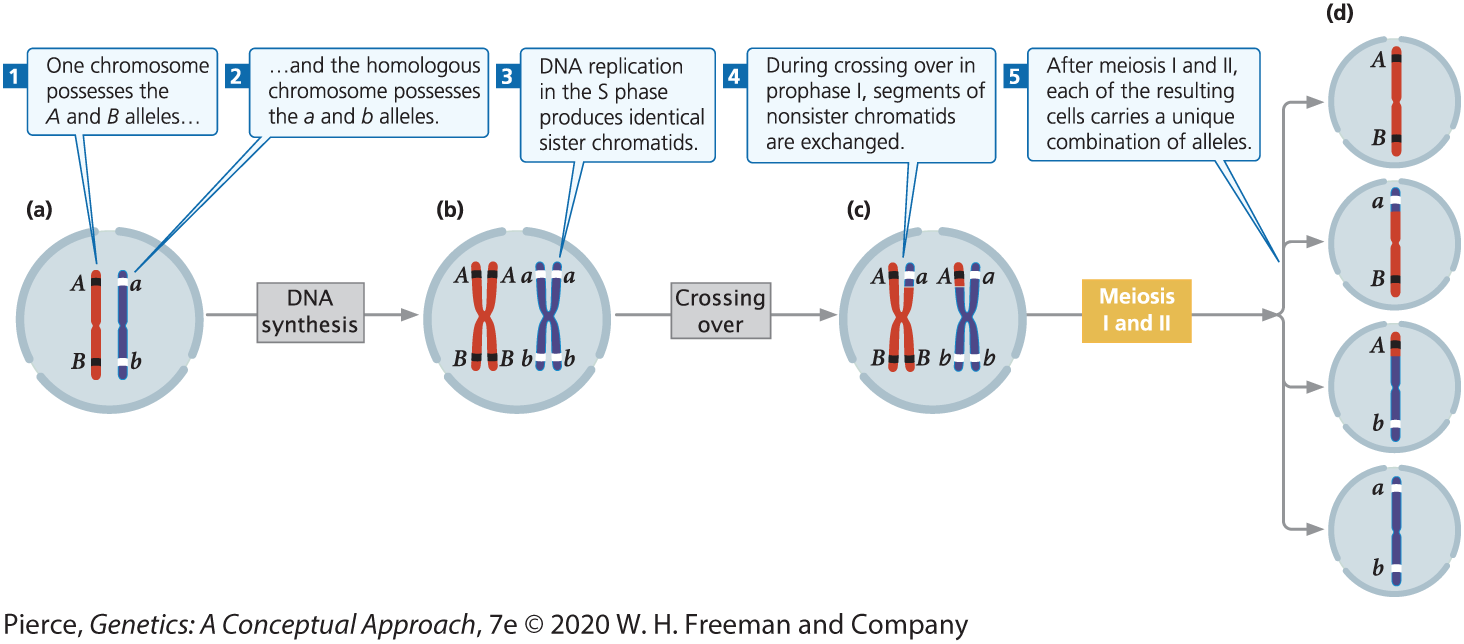 (d)
1
One chromosome
possesses the
A and B alleles…
2
…and the homologous
chromosome possesses
the a and b alleles.
3
DNA replication
in the S phase
produces identical
sister chromatids.
4
During crossing over in
prophase I, segments of
nonsister chromatids
are exchanged.
5
After meiosis I and II,
each of the resulting
cells carries a unique
combination of alleles.
(a)
A a
B b
DNA
synthesis
(b)
A A a a
B B b b
Crossing
over
(c)
A a A a
B B b b
Meiosis
I and II
A
B
a
B
A
b
a
b
Pierce, Genetics: A Conceptual Approach, 7e © 2020 W. H. Freeman and Company